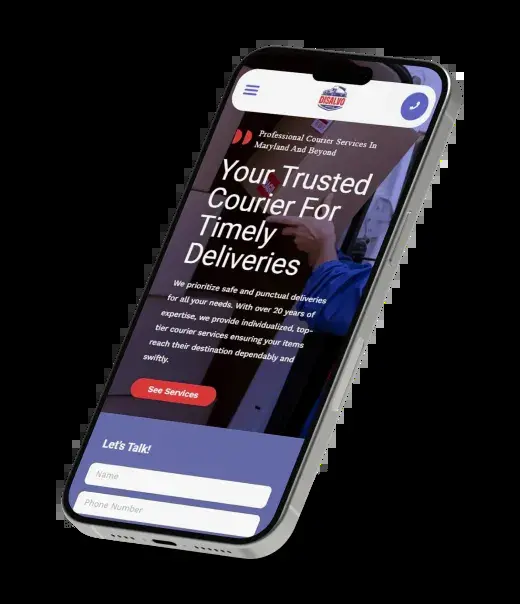 DISALVO
Professional Courier Services In
Maryland And Beyond
Your Trusted
Courier For
Timely
Deliveries
We prioritize safe and punctual deliveries
for all your needs. With over 20 years of
expertise, we provide individualized, top-
tier courier services ensuring your items
reach their destination dependably and
swiftly.
See Services
Let's Talk!
Name
Phone Number